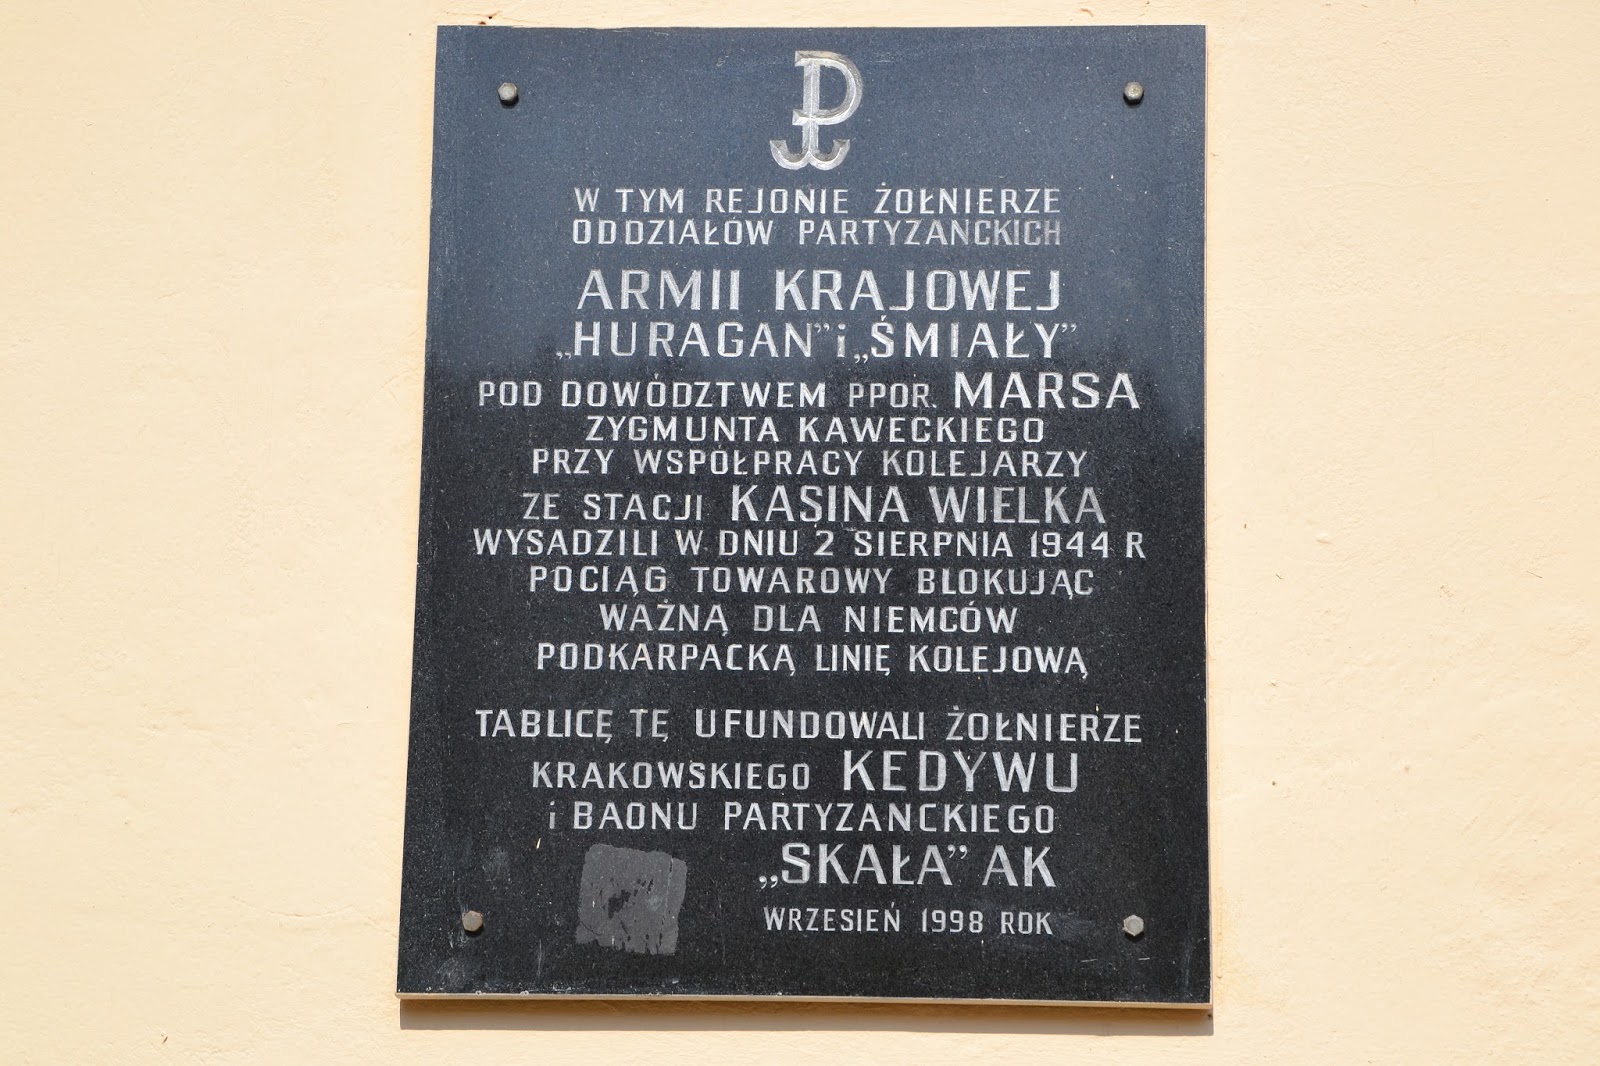 W TYM REJONIE ŻOŁNIERZE
ODDZIAŁÓW PARTYZANCKICH
ARMII KRAJOWEJ
„HURAGAN” i „ŚMIAŁY”
POD DOWÓDZTWEM PPOR. MARSA
ZYGMUNTA KAWECKIEGO
PRZY WSPÓŁPRACY KOLEJARZY
ZE STACJI KASINA WIELKA
WYSADZILI W DNIU 2 SIERPNIA 1944 R
POCIĄG TOWAROWY BLOKUJĄC
WAŻNĄ DLA NIEMCÓW
PODKARPACKĄ LINIĘ KOLEJOWĄ
TABLICĘ TĘ UFUNDOWALI ŻOŁNIERZE
KRAKOWSKIEGO KEDYWU
i BAONU PARTYZANCKIEGO
„SKAŁA” AK
WRZESIEŃ 1998 ROK